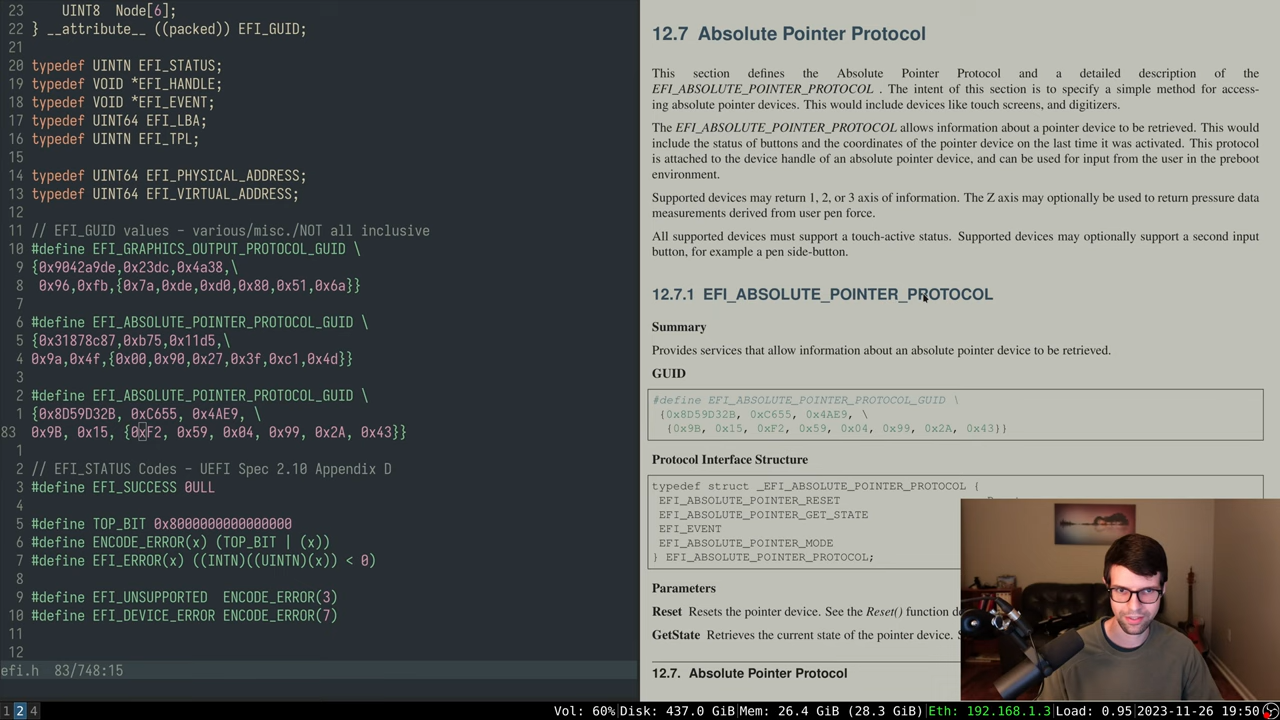 23     UINT8  Node[6];
22 } __attribute__ ((packed)) EFI_GUID;
21
20 typedef UINTN EFI_STATUS;
19 typedef VOID *EFI_HANDLE;
18 typedef VOID *EFI_EVENT;
17 typedef UINT64 EFI_LBA;
16 typedef UINTN EFI_TPL;
15
14 typedef UINT64 EFI_PHYSICAL_ADDRESS;
13 typedef UINT64 EFI_VIRTUAL_ADDRESS;
12
11 // EFI_GUID values - various/misc./NOT all inclusive
10 #define EFI_GRAPHICS_OUTPUT_PROTOCOL_GUID \
9 {0x9042a9de,0x23dc,0x4a38,\
8  0x96,0xfb,{0x7a,0xde,0xd0,0x80,0x51,0x6a}}
7
6 #define EFI_ABSOLUTE_POINTER_PROTOCOL_GUID \
5 {0x31878c87,0xb75,0x11d5,\
4 0x9a,0x4f,{0x00,0x90,0x27,0x3f,0xc1,0x4d}}
3
2 #define EFI_ABSOLUTE_POINTER_PROTOCOL_GUID \
1 {0x8D59D32B, 0xC655, 0x4AE9, \
83 0x9B, 0x15, {0xF2, 0x59, 0x04, 0x99, 0x2A, 0x43}}
1
2 // EFI_STATUS Codes - UEFI Spec 2.10 Appendix D
3 #define EFI_SUCCESS 0ULL
4
5 #define TOP_BIT 0x8000000000000000
6 #define ENCODE_ERROR(x) (TOP_BIT | (x))
7 #define EFI_ERROR(x) ((INTN)((UINTN)(x)) < 0)
8
9 #define EFI_UNSUPPORTED  ENCODE_ERROR(3)
10 #define EFI_DEVICE_ERROR ENCODE_ERROR(7)
11
12
efi.h  83/748:15
12.7 Absolute Pointer Protocol
This section defines the Absolute Pointer Protocol and a detailed description of the
EFI_ABSOLUTE_POINTER_PROTOCOL . The intent of this section is to specify a simple method for access-
ing absolute pointer devices. This would include devices like touch screens, and digitizers.
The EFI_ABSOLUTE_POINTER_PROTOCOL allows information about a pointer device to be retrieved. This would
include the status of buttons and the coordinates of the pointer device on the last time it was activated. This protocol
is attached to the device handle of an absolute pointer device, and can be used for input from the user in the preboot
environment.
Supported devices may return 1, 2, or 3 axis of information. The Z axis may optionally be used to return pressure data
measurements derived from user pen force.
All supported devices must support a touch-active status. Supported devices may optionally support a second input
button, for example a pen side-button.
12.7.1 EFI_ABSOLUTE_POINTER_PROTOCOL
Summary
Provides services that allow information about an absolute pointer device to be retrieved.
GUID
#define EFI_ABSOLUTE_POINTER_PROTOCOL_GUID \
{0x8D59D32B, 0xC655, 0x4AE9, \
{0x9B, 0x15, 0xF2, 0x59, 0x04, 0x99, 0x2A, 0x43}}
Protocol Interface Structure
typedef struct _EFI_ABSOLUTE_POINTER_PROTOCOL {
EFI_ABSOLUTE_POINTER_RESET
EFI_ABSOLUTE_POINTER_GET_STATE
EFI_EVENT
EFI_ABSOLUTE_POINTER_MODE
} EFI_ABSOLUTE_POINTER_PROTOCOL;
Parameters
Reset Resets the pointer device. See the Reset() function
GetState Retrieves the current state of the pointer device.
12.7. Absolute Pointer Protocol
1 2 4 Vol: 60%|Disk: 437.0 GiB|Mem: 26.4 GiB (28.3 GiB)|Eth: 192.168.1.3|Load: 0.95 2023-11-26 19:50